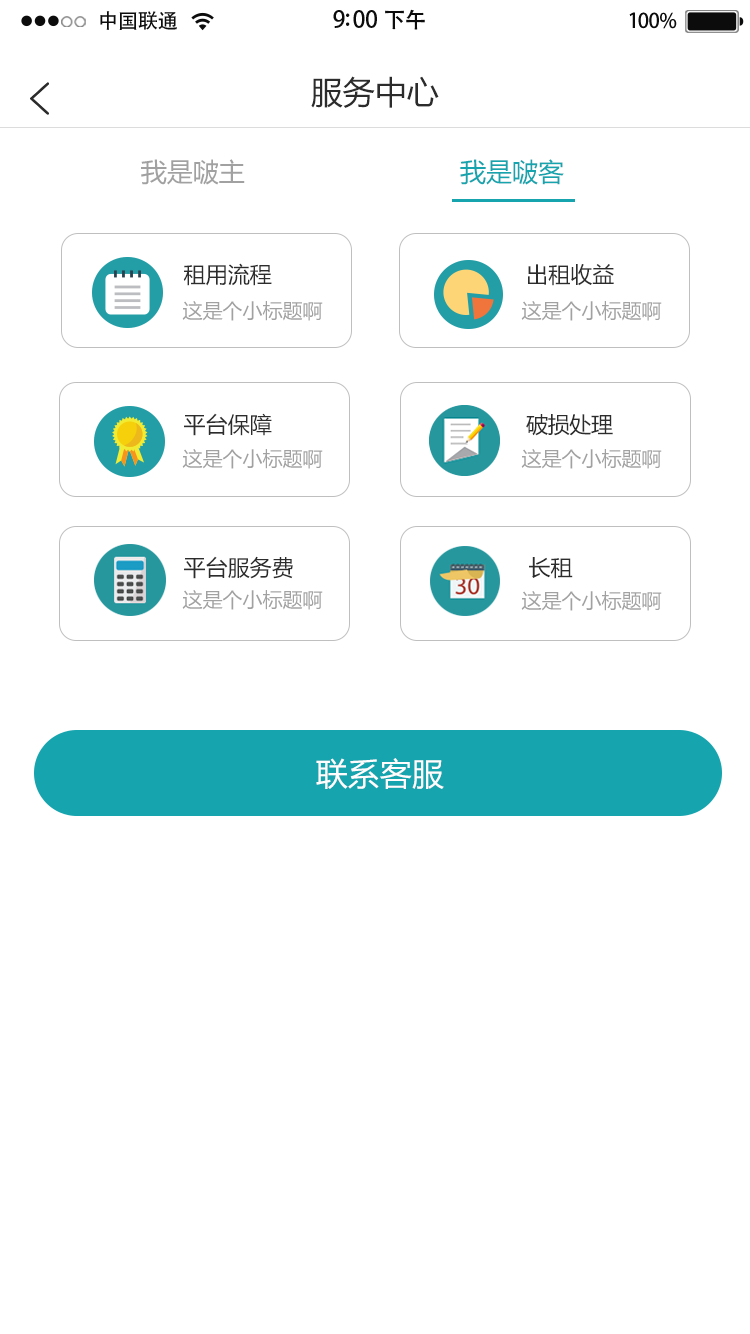 中国联通 9:00 下午 100%
服务中心
我是啵主 我是啵客
租用流程 出租收益
这是个小标题啊 这是个小标题啊
平台保障 破损处理
这是个小标题啊 这是个小标题啊
平台服务费 长租
30
这是个小标题啊 这是个小标题啊
联系客服